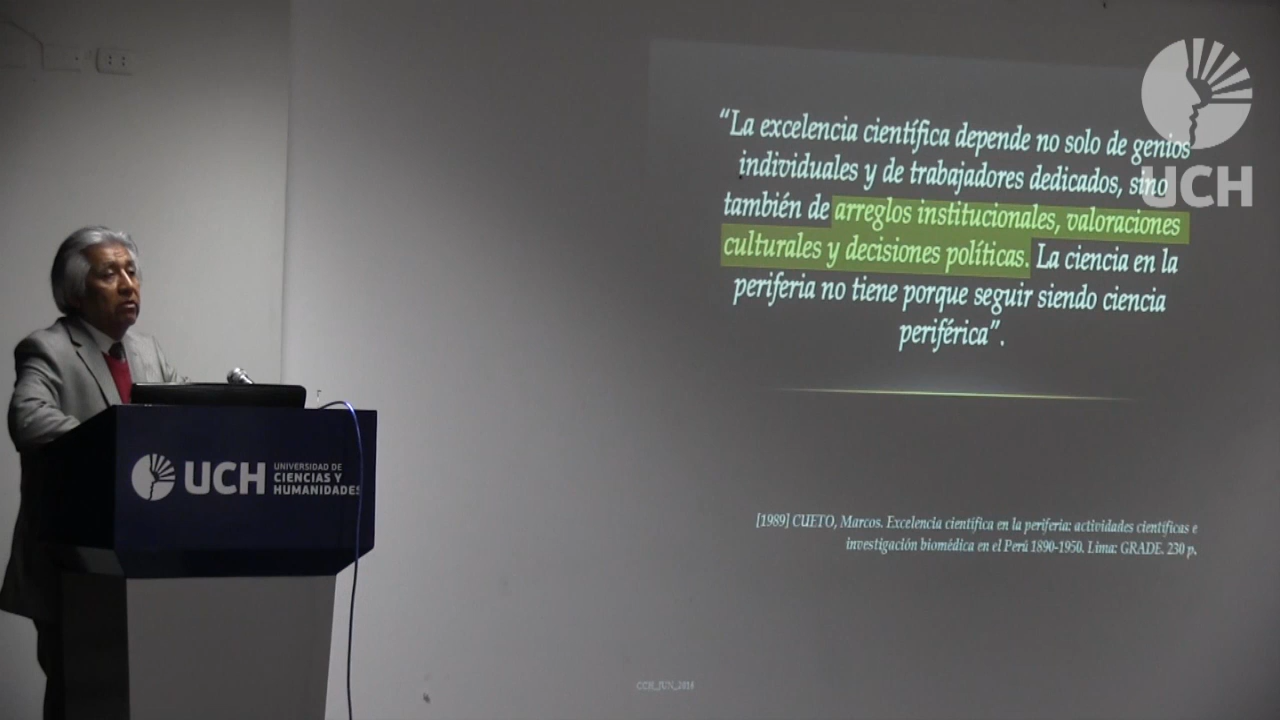 “La excelencia científica depende no solo de genios
individuales y de trabajadores dedicados, sino
también de arreglos institucionales, valoraciones
culturales y decisiones políticas. La ciencia en la
periferia no tiene porque seguir siendo ciencia
periférica”.
UCH
[1989] CUETO, Marcos. Excelencia científica en la periferia: actividades científicas e
investigación biomédica en el Perú 1890-1950. Lima: GRADE. 230 p.
UCH
UNIVERSIDAD DE
CIENCIAS Y
HUMANIDADES
CCH_JUN_2014